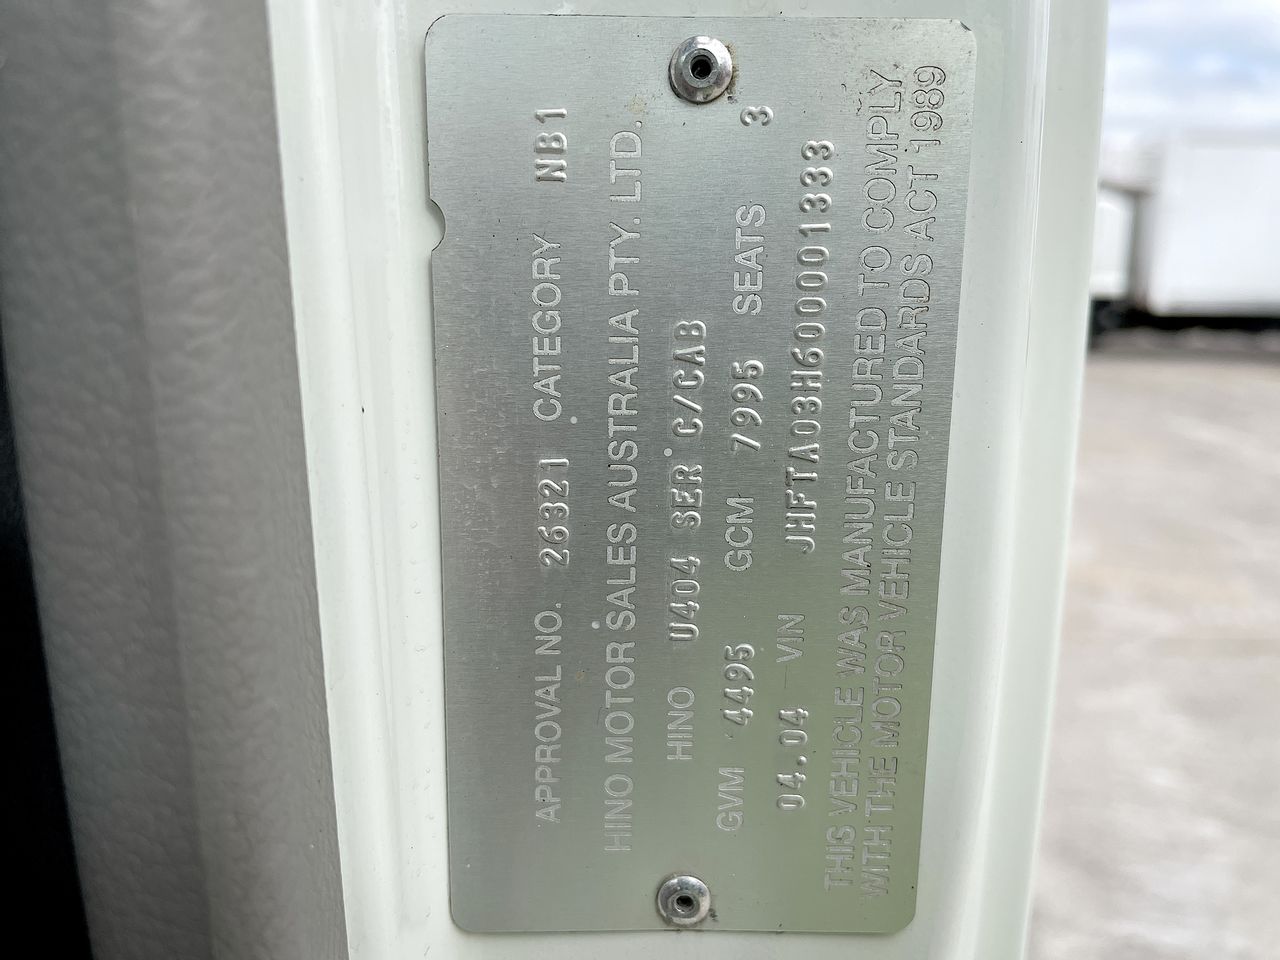 APPROVAL NO. 26321 CATEGORY NB1
HINO MOTOR SALES AUSTRALIA PTY. LTD.
HINO U404 SER C/CAB
GVM 4495 GCM 7995 SEATS 3
04.04 VIN JHFTA03H600001333
THIS VEHICLE WAS MANUFACTURED TO COMPLY
WITH THE MOTOR VEHICLE STANDARDS ACT 1989